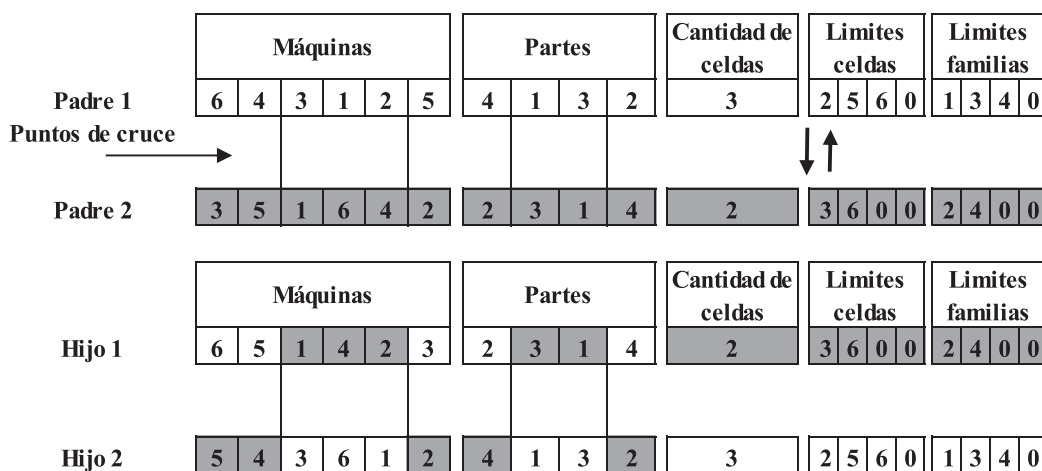 Máquinas Partes Cantidad de celdas Limites celdas Limites familias
Padre 1 6 4 3 1 2 5 4 1 3 2 3 2 5 6 0 1 3 4 0
Puntos de cruce
Padre 2 3 5 1 6 4 2 2 3 1 4 2 3 6 0 0 2 4 0 0
Máquinas Partes Cantidad de celdas Limites celdas Limites familias
Hijo 1 6 5 1 4 2 3 2 3 1 4 2 3 6 0 0 2 4 0 0
Hijo 2 5 4 3 6 1 2 4 1 3 2 3 2 5 6 0 1 3 4 0